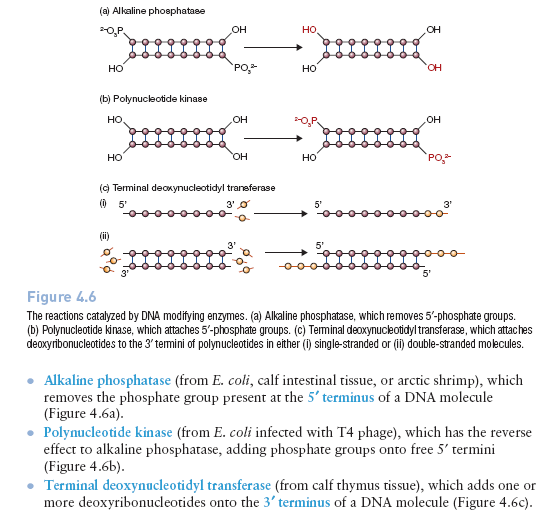 (a) Alkaline phosphatase
²⁻O₃P OH HO OH
HO PO₃²⁻ HO OH
(b) Polynucleotide kinase
HO OH ²⁻O₃P OH
HO OH HO PO₃²⁻
(c) Terminal deoxynucleotidyl transferase
(i) 5' 3' 5' 3'
(ii)
3' 5'
3' 5'
Figure 4.6
The reactions catalyzed by DNA modifying enzymes. (a) Alkaline phosphatase, which removes 5′-phosphate groups.
(b) Polynucleotide kinase, which attaches 5′-phosphate groups. (c) Terminal deoxynucleotidyl transferase, which attaches
deoxyribonucleotides to the 3′ termini of polynucleotides in either (i) single-stranded or (ii) double-stranded molecules.
• Alkaline phosphatase (from E. coli, calf intestinal tissue, or arctic shrimp), which
removes the phosphate group present at the 5′ terminus of a DNA molecule
(Figure 4.6a).
• Polynucleotide kinase (from E. coli infected with T4 phage), which has the reverse
effect to alkaline phosphatase, adding phosphate groups onto free 5′ termini
(Figure 4.6b).
• Terminal deoxynucleotidyl transferase (from calf thymus tissue), which adds one or
more deoxyribonucleotides onto the 3′ terminus of a DNA molecule (Figure 4.6c).